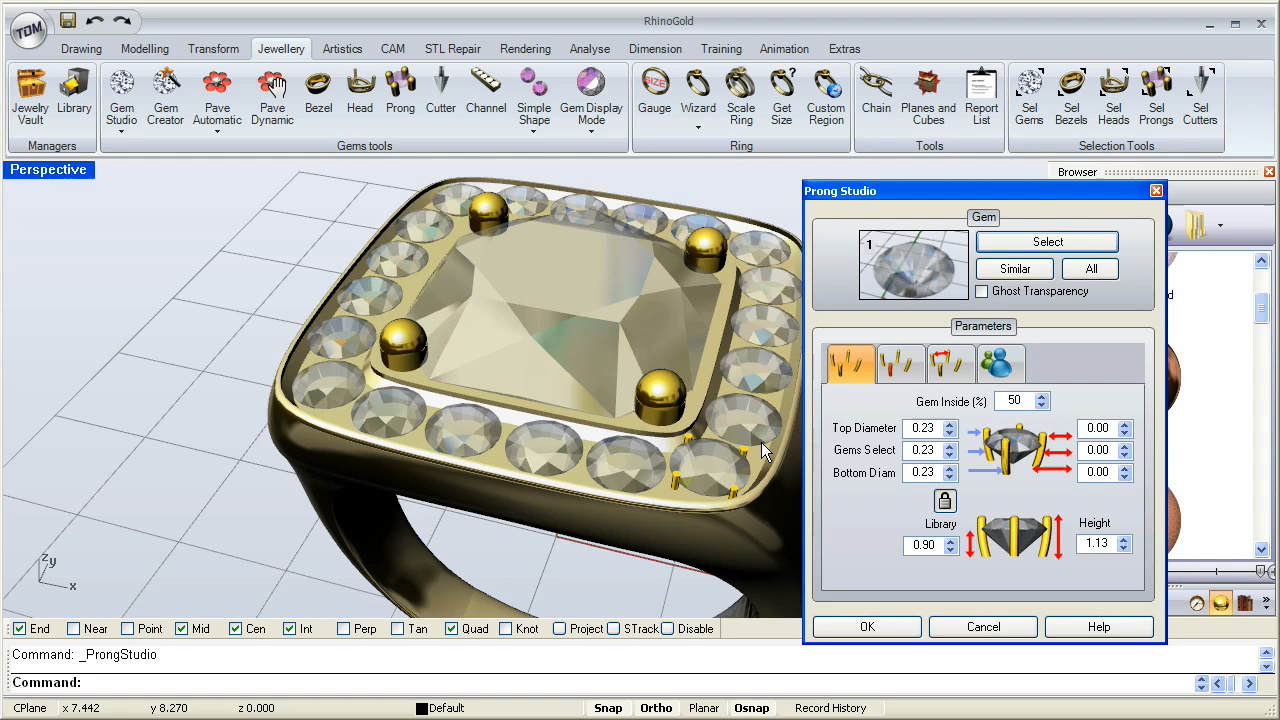 TDM
RhinoGold
Drawing Modelling Transform Jewellery Artistics CAM STL Repair Rendering Analyse Dimension Training Animation Extras
Jewelry Vault
Library
Gem Studio
Gem Creator
Pave Automatic
Pave Dynamic
Bezel
Head
Prong
Cutter
Channel
Simple Shape
Gem Display Mode
SIZE
Gauge
Wizard
Scale Ring
Get Size
Custom Region
Chain
Planes and Cubes
Report List
Sel Gems
Sel Bezels
Sel Heads
Sel Prongs
Sel Cutters
Managers
Gems tools
Ring
Tools
Selection Tools
Perspective
Browser
Prong Studio
Gem
1
Select
Similar All
Ghost Transparency
Parameters
Gem Inside (%) 50
Top Diameter 0.23 0.00
Gems Select 0.23 0.00
Bottom Diam 0.23 0.00
Library Height
0.90 1.13
OK Cancel Help
z y
x
End Near Point Mid Cen Int Perp Tan Quad Knot Project STrack Disable
Command: _ProngStudio
Command:
CPlane x 7.442 y 8.270 z 0.000 Default Snap Ortho Planar Osnap Record History